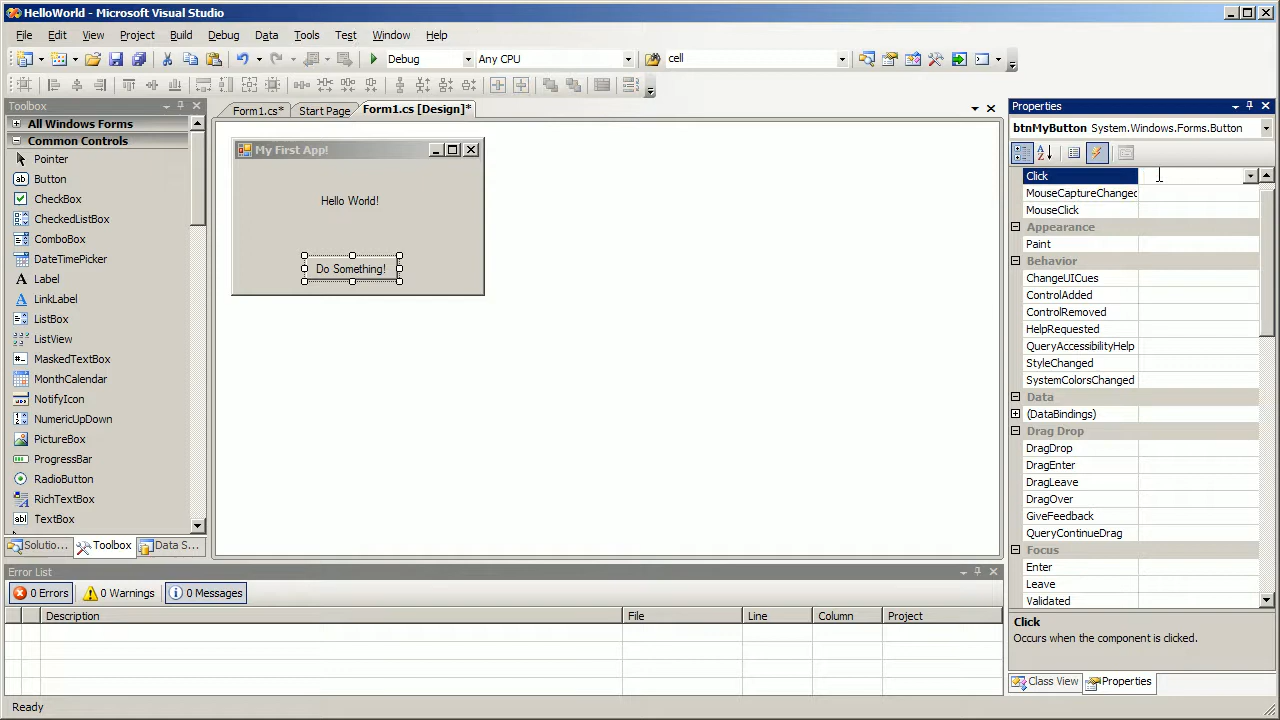 HelloWorld - Microsoft Visual Studio
File Edit View Project Build Debug Data Tools Test Window Help
Debug Any CPU cell
Toolbox
All Windows Forms
Common Controls
Pointer
Button
CheckBox
CheckedListBox
ComboBox
DateTimePicker
Label
LinkLabel
ListBox
ListView
MaskedTextBox
MonthCalendar
NotifyIcon
NumericUpDown
PictureBox
ProgressBar
RadioButton
RichTextBox
TextBox
Solutio... Toolbox Data S...
Form1.cs* Start Page Form1.cs [Design]*
My First App!
Hello World!
Do Something!
Properties
btnMyButton System.Windows.Forms.Button
Click
MouseCaptureChanged
MouseClick
Appearance
Paint
Behavior
ChangeUICues
ControlAdded
ControlRemoved
HelpRequested
QueryAccessibilityHelp
StyleChanged
SystemColorsChanged
Data
(DataBindings)
Drag Drop
DragDrop
DragEnter
DragLeave
DragOver
GiveFeedback
QueryContinueDrag
Focus
Enter
Leave
Validated
Click
Occurs when the component is clicked.
Class View Properties
Error List
0 Errors 0 Warnings 0 Messages
Description File Line Column Project
Ready